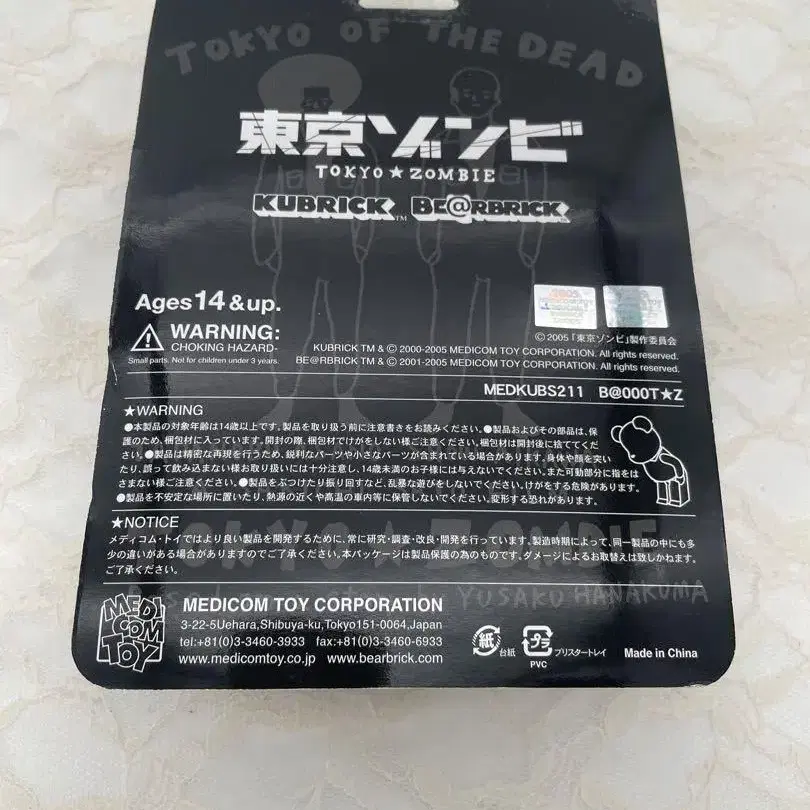 TOKYO OF THE DEAD
東京ゾンビ
TOKYO★ZOMBIE
KUBRICK TM BE@RBRICK
Ages14&up.
WARNING:
CHOKING HAZARD-
Small parts. Not for children under 3 years.
2005
©2005「東京ゾンビ」製作委員会
KUBRICK TM & © 2000-2005 MEDICOM TOY CORPORATION. All rights reserved.
BE@RBRICK TM & © 2001-2005 MEDICOM TOY CORPORATION. All rights reserved.
MEDKUBS211 B@000T★Z
★WARNING
●本製品の対象年齢は14歳以上です。製品を取り扱う前に注意書きをお読みください。●製品およびその部品は、保
護のため、梱包材に入っています。開封の際、梱包材でけがをしない様ご注意ください。梱包材は開封後に捨ててくだ
さい。●製品は精密な再現を行うため、鋭利なパーツや小さなパーツが含まれている場合があります。身体や顔を突い
たり、誤って飲み込まない様お取り扱いには十分注意し、14歳未満のお子様には与えないでください。また可動部分に指をは
さまない様ご注意ください。●製品をぶつけたり振り回すなど、乱暴な遊びをしないでください。けがをする危険があります。
●製品を不安定な場所に置いたり、熱源の近くや高温の車内等に保管しないでください。変形する恐れがあります。
★NOTICE
メディコム・トイではより良い製品を開発するために、常に研究・調査・改良・開発を行っています。製造時期によって、同一製品の中にも多
少の違いがある場合がありますのでご了承ください。本パッケージは製品保護の為のものです。ダメージによるお取替えは致しかねます。
ご了承ください。
TOKYO★ZOMBIE
YUSAKU HANAKUMA
MEDI COM TOY
MEDICOM TOY CORPORATION
3-22-5Uehara,Shibuya-ku,Tokyo151-0064,Japan
tel:+81(0)3-3460-3933 fax:+81(0)3-3460-6933
www.medicomtoy.co.jp www.bearbrick.com
紙 台紙
プラ ブリスタートレイ
PVC
Made in China